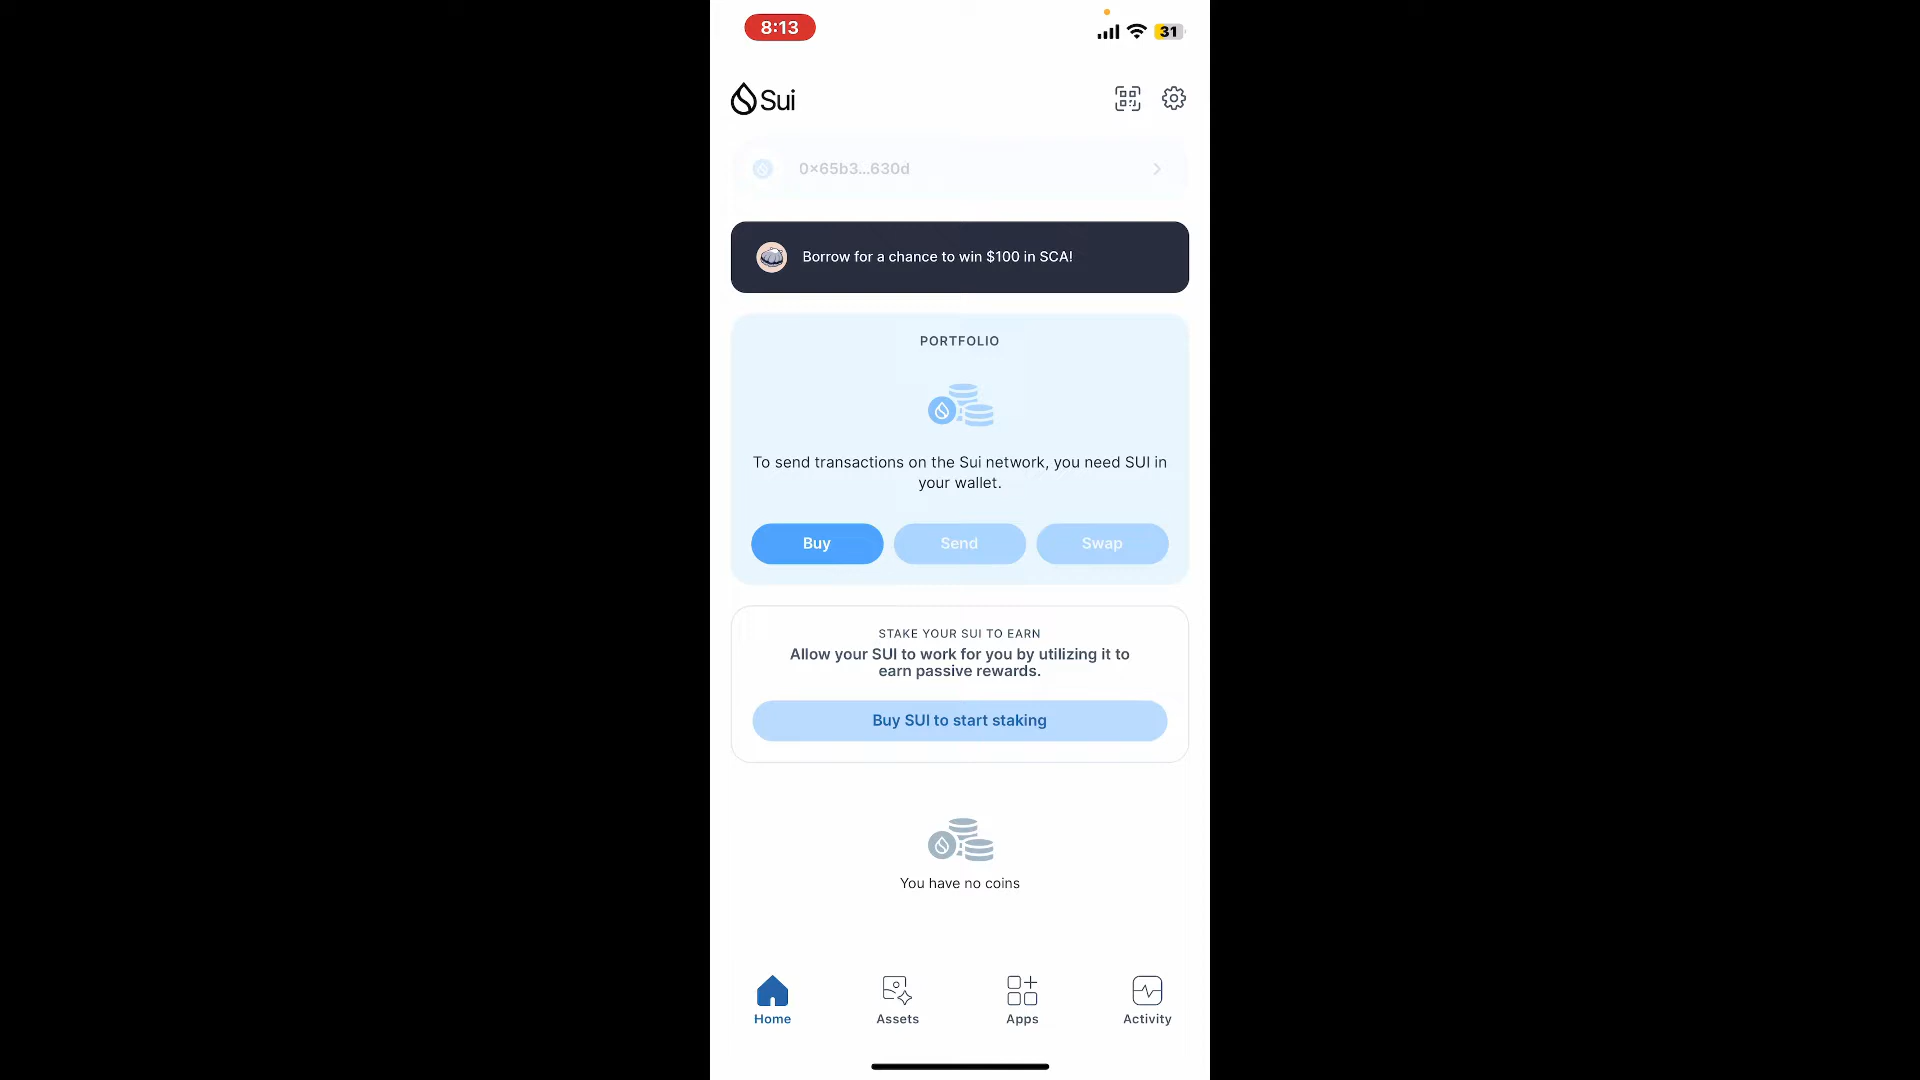 8:13
31
Sui
0x65b3...630d
Borrow for a chance to win $100 in SCA!
PORTFOLIO
To send transactions on the Sui network, you need SUI in
your wallet.
Buy
Send
Swap
STAKE YOUR SUI TO EARN
Allow your SUI to work for you by utilizing it to
earn passive rewards.
Buy SUI to start staking
You have no coins
Home
Assets
Apps
Activity